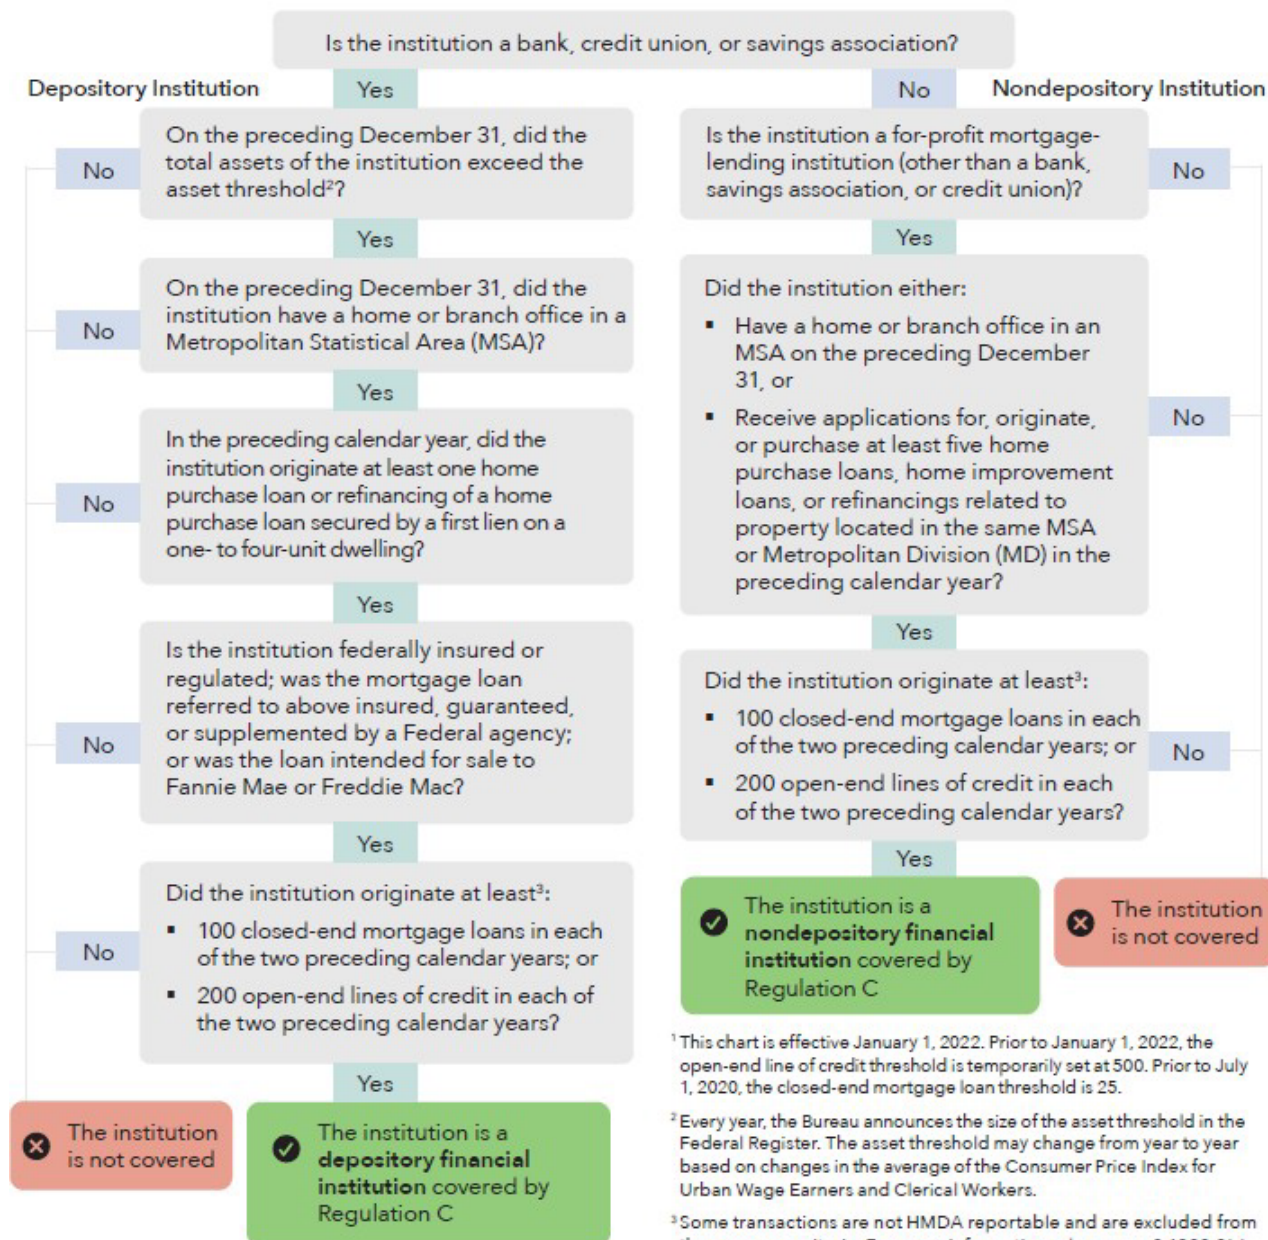 Is the institution a bank, credit union, or savings association?
Depository Institution
Yes
On the preceding December 31, did the
total assets of the institution exceed the
asset threshold²?
No
Yes
On the preceding December 31, did the
institution have a home or branch office in a
Metropolitan Statistical Area (MSA)?
No
Yes
In the preceding calendar year, did the
institution originate at least one home
purchase loan or refinancing of a home
purchase loan secured by a first lien on a
one- to four-unit dwelling?
No
Yes
Is the institution federally insured or
regulated; was the mortgage loan
referred to above insured, guaranteed,
or supplemented by a Federal agency;
or was the loan intended for sale to
Fannie Mae or Freddie Mac?
No
Yes
Did the institution originate at least³:
▪ 100 closed-end mortgage loans in each
of the two preceding calendar years; or
▪ 200 open-end lines of credit in each of
the two preceding calendar years?
No
Yes
The institution
is not covered
The institution is a
depository financial
institution covered by
Regulation C
No
Nondepository Institution
Is the institution a for-profit mortgage-
lending institution (other than a bank,
savings association, or credit union)?
No
Yes
Did the institution either:
▪ Have a home or branch office in an
MSA on the preceding December
31, or
▪ Receive applications for, originate,
or purchase at least five home
purchase loans, home improvement
loans, or refinancings related to
property located in the same MSA
or Metropolitan Division (MD) in the
preceding calendar year?
No
Yes
Did the institution originate at least³:
▪ 100 closed-end mortgage loans in each
of the two preceding calendar years; or
▪ 200 open-end lines of credit in each
of the two preceding calendar years?
No
Yes
The institution is a
nondepository financial
institution covered by
Regulation C
The institution
is not covered
¹ This chart is effective January 1, 2022. Prior to January 1, 2022, the
open-end line of credit threshold is temporarily set at 500. Prior to July
1, 2020, the closed-end mortgage loan threshold is 25.
² Every year, the Bureau announces the size of the asset threshold in the
Federal Register. The asset threshold may change from year to year
based on changes in the average of the Consumer Price Index for
Urban Wage Earners and Clerical Workers.
³ Some transactions are not HMDA reportable and are excluded from